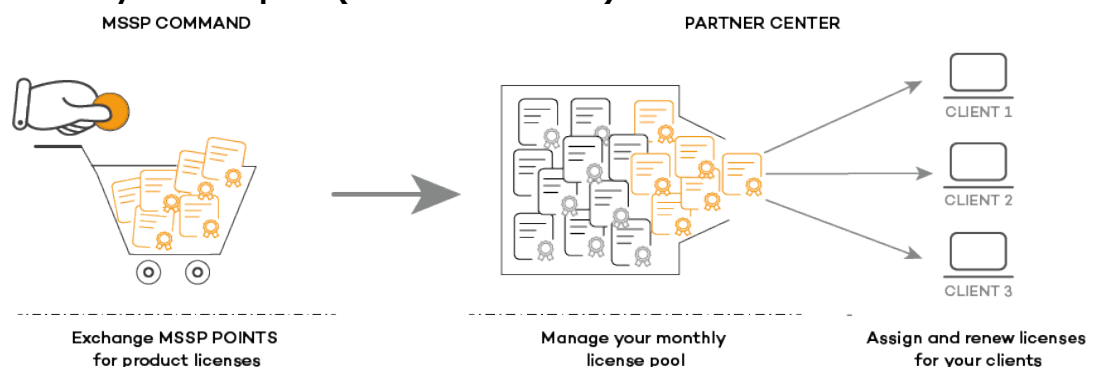 MSSP COMMAND
PARTNER CENTER
CLIENT 1
CLIENT 2
CLIENT 3
Exchange MSSP POINTS
for product licenses
Manage your monthly
license pool
Assign and renew licenses
for your clients